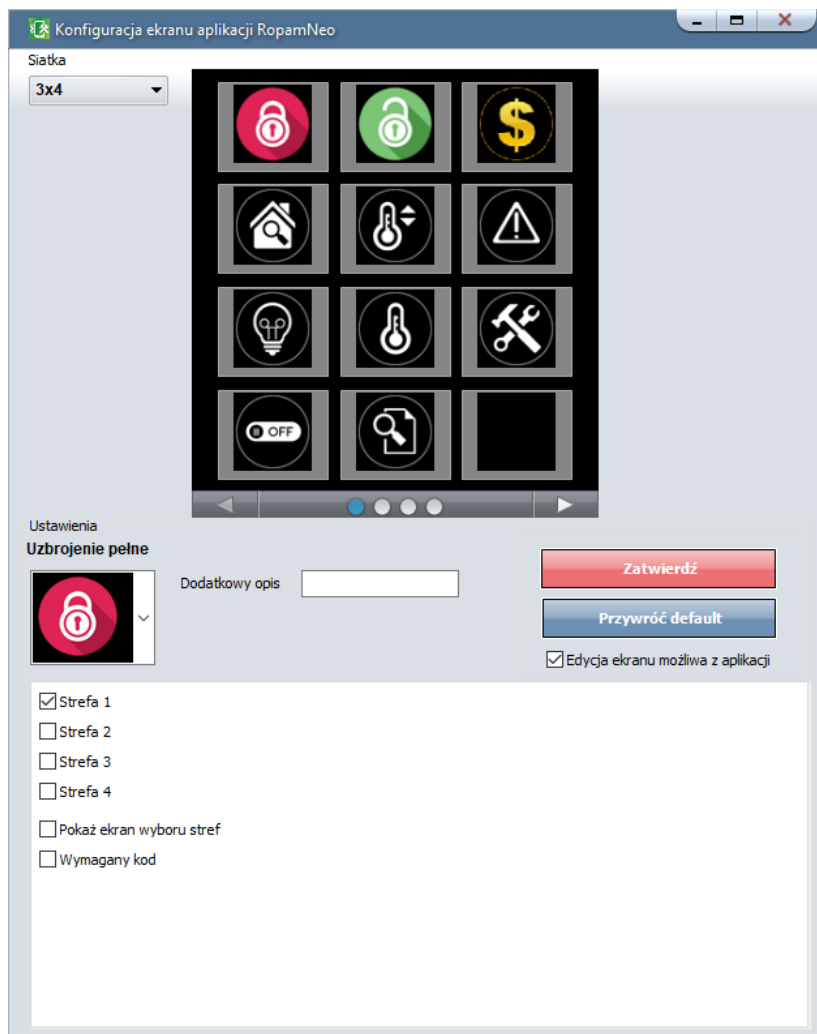 Konfiguracja ekranu aplikacji RopamNeo
Siatka
3x4
$
OFF
Ustawienia
Uzbrojenie pełne
Dodatkowy opis
Zatwierdź
Przywróć default
Edycja ekranu możliwa z aplikacji
Strefa 1
Strefa 2
Strefa 3
Strefa 4
Pokaż ekran wyboru stref
Wymagany kod